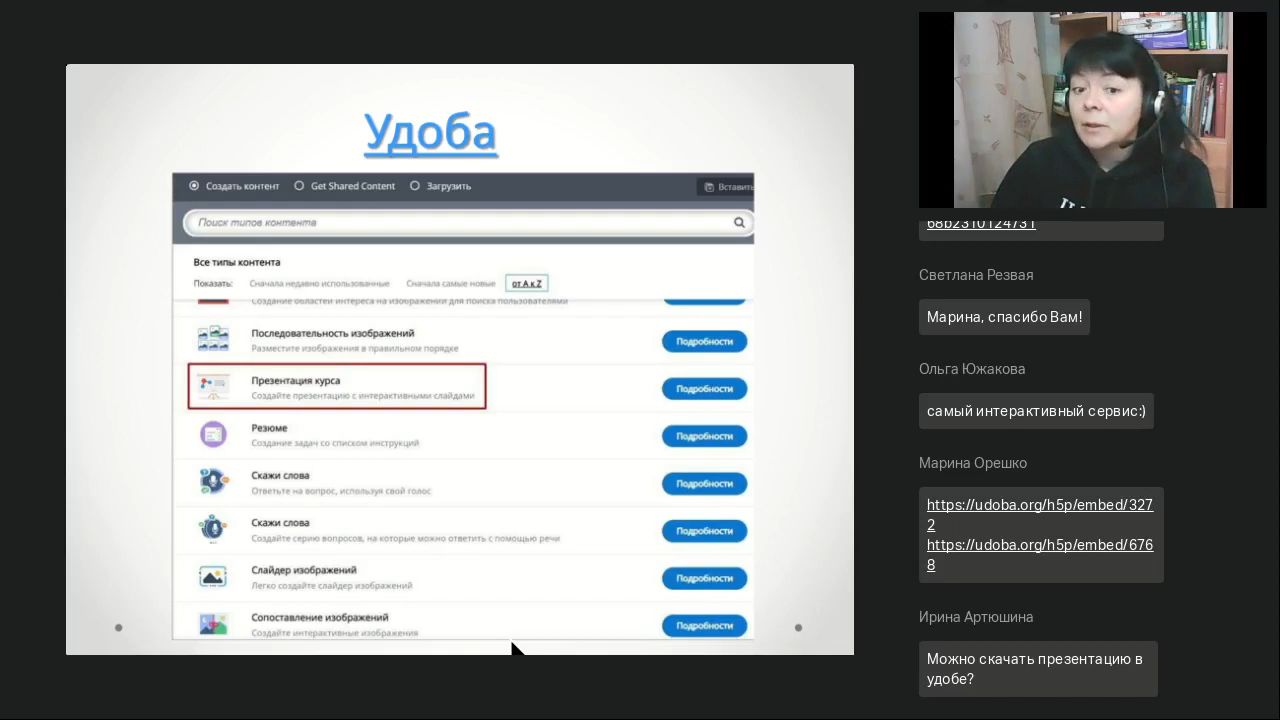 Удоба
Создать контент Get Shared Content Загрузить Вставить
Поиск типов контента
Все типы контента
Показать: Сначала недавно использованные Сначала самые новые от A к Z
Создание областей интереса на изображении для поиска пользователями
Последовательность изображений
Разместите изображения в правильном порядке
Подробности
Презентация курса
Создайте презентацию с интерактивными слайдами
Подробности
Резюме
Создание задач со списком инструкций
Подробности
Скажи слова
Ответьте на вопрос, используя свой голос
Подробности
Скажи слова
Создайте серию вопросов, на которые можно ответить с помощью речи
Подробности
Слайдер изображений
Легко создайте слайдер изображений
Подробности
Сопоставление изображений
Создайте интерактивные изображения
Подробности
68b2310124731
Светлана Резвая
Марина, спасибо Вам!
Ольга Южакова
самый интерактивный сервис:)
Марина Орешко
https://udoba.org/h5p/embed/327
2
https://udoba.org/h5p/embed/676
8
Ирина Артюшина
Можно скачать презентацию в
удобе?